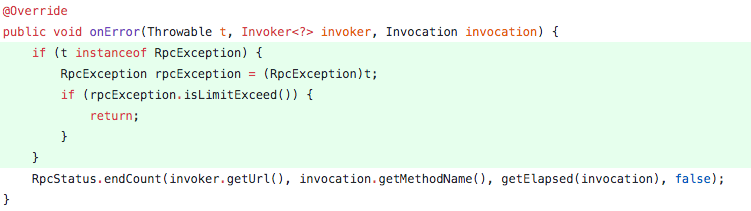 @Override
public void onError(Throwable t, Invoker<?> invoker, Invocation invocation) {
    if (t instanceof RpcException) {
        RpcException rpcException = (RpcException)t;
        if (rpcException.isLimitExceed()) {
            return;
        }
    }
    RpcStatus.endCount(invoker.getUrl(), invocation.getMethodName(), getElapsed(invocation), false);
}